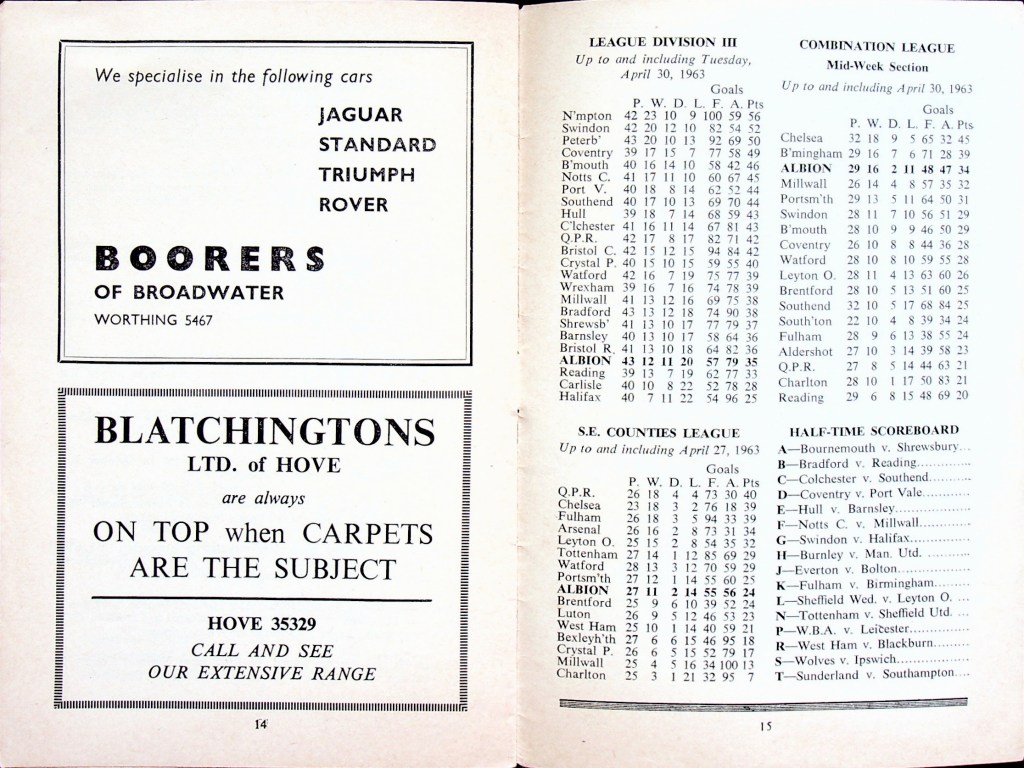 We specialise in the following cars
JAGUAR
STANDARD
TRIUMPH
ROVER
BOORERS
OF BROADWATER
WORTHING 5467
BLATCHINGTONS
LTD. of HOVE
are always
ON TOP when CARPETS
ARE THE SUBJECT
HOVE 35329
CALL AND SEE
OUR EXTENSIVE RANGE
14
LEAGUE DIVISION III
Up to and including Tuesday,
April 30, 1963
Goals
P. W. D. L. F. A. Pts
N'mpton 42 23 10 9 100 59 56
Swindon 42 20 12 10 82 54 52
Peterb' 43 20 10 13 92 69 50
Coventry 39 17 15 7 77 58 49
B'mouth 40 16 14 10 58 42 46
Notts C. 41 17 11 10 60 67 45
Port V. 40 18 8 14 62 52 44
Southend 40 17 10 13 69 70 44
Hull 39 18 7 14 68 59 43
C'lchester 41 16 11 14 67 81 43
Q.P.R. 42 17 8 17 82 71 42
Bristol C. 42 15 12 15 94 84 42
Crystal P. 40 15 10 15 59 55 40
Watford 42 16 7 19 75 77 39
Wrexham 39 16 7 16 74 78 39
Millwall 41 13 12 16 69 75 38
Bradford 43 13 12 18 74 90 38
Shrewsb' 41 13 10 17 77 79 37
Barnsley 40 13 10 17 58 64 36
Bristol R. 41 13 10 18 64 82 36
ALBION 43 12 11 20 57 79 35
Reading 39 13 7 19 62 77 33
Carlisle 40 10 8 22 52 78 28
Halifax 40 7 11 22 54 96 25
S.E. COUNTIES LEAGUE
Up to and including April 27, 1963
Goals
P. W. D. L. F. A. Pts
Q.P.R. 26 18 4 4 73 30 40
Chelsea 23 18 3 2 76 18 39
Fulham 26 18 3 5 94 33 39
Arsenal 26 16 2 8 73 31 34
Leyton O. 25 15 2 8 54 35 32
Tottenham 27 14 1 12 85 69 29
Watford 28 13 3 12 70 59 29
Portsm'th 27 12 1 14 55 60 25
ALBION 27 11 2 14 55 56 24
Brentford 25 9 6 10 39 52 24
Luton 26 9 5 12 46 53 23
West Ham 25 10 1 14 40 59 21
Bexleyh'th 27 6 6 15 46 95 18
Crystal P. 26 6 5 15 52 79 17
Millwall 25 4 5 16 34 100 13
Charlton 25 3 1 21 32 95 7
COMBINATION LEAGUE
Mid-Week Section
Up to and including April 30, 1963
Goals
P. W. D. L. F. A. Pts
Chelsea 32 18 9 5 65 32 45
B'mingham 29 16 7 6 71 28 39
ALBION 29 16 2 11 48 47 34
Millwall 26 14 4 8 57 35 32
Portsm'th 29 13 5 11 64 50 31
Swindon 28 11 7 10 56 51 29
B'mouth 28 10 9 9 46 50 29
Coventry 26 10 8 8 44 36 28
Watford 28 10 8 10 59 55 28
Leyton O. 28 11 4 13 63 60 26
Brentford 28 10 5 13 51 60 25
Southend 32 10 5 17 68 84 25
South'ton 22 10 4 8 39 34 24
Fulham 28 9 6 13 38 55 24
Aldershot 27 10 3 14 39 58 23
Q.P.R. 27 8 5 14 44 63 21
Charlton 28 10 1 17 50 83 21
Reading 29 6 8 15 48 69 20
HALF-TIME SCOREBOARD
A—Bournemouth v. Shrewsbury...
B—Bradford v. Reading.............
C—Colchester v. Southend..........
D—Coventry v. Port Vale...........
E—Hull v. Barnsley..................
F—Notts C. v. Millwall.............
G—Swindon v. Halifax..............
H—Burnley v. Man. Utd. ..........
J—Everton v. Bolton................
K—Fulham v. Birmingham.........
L—Sheffield Wed. v. Leyton O. ...
N—Tottenham v. Sheffield Utd. ...
P—W.B.A. v. Leicester..............
R—West Ham v. Blackburn.........
S—Wolves v. Ipswich.................
T—Sunderland v. Southampton....
15